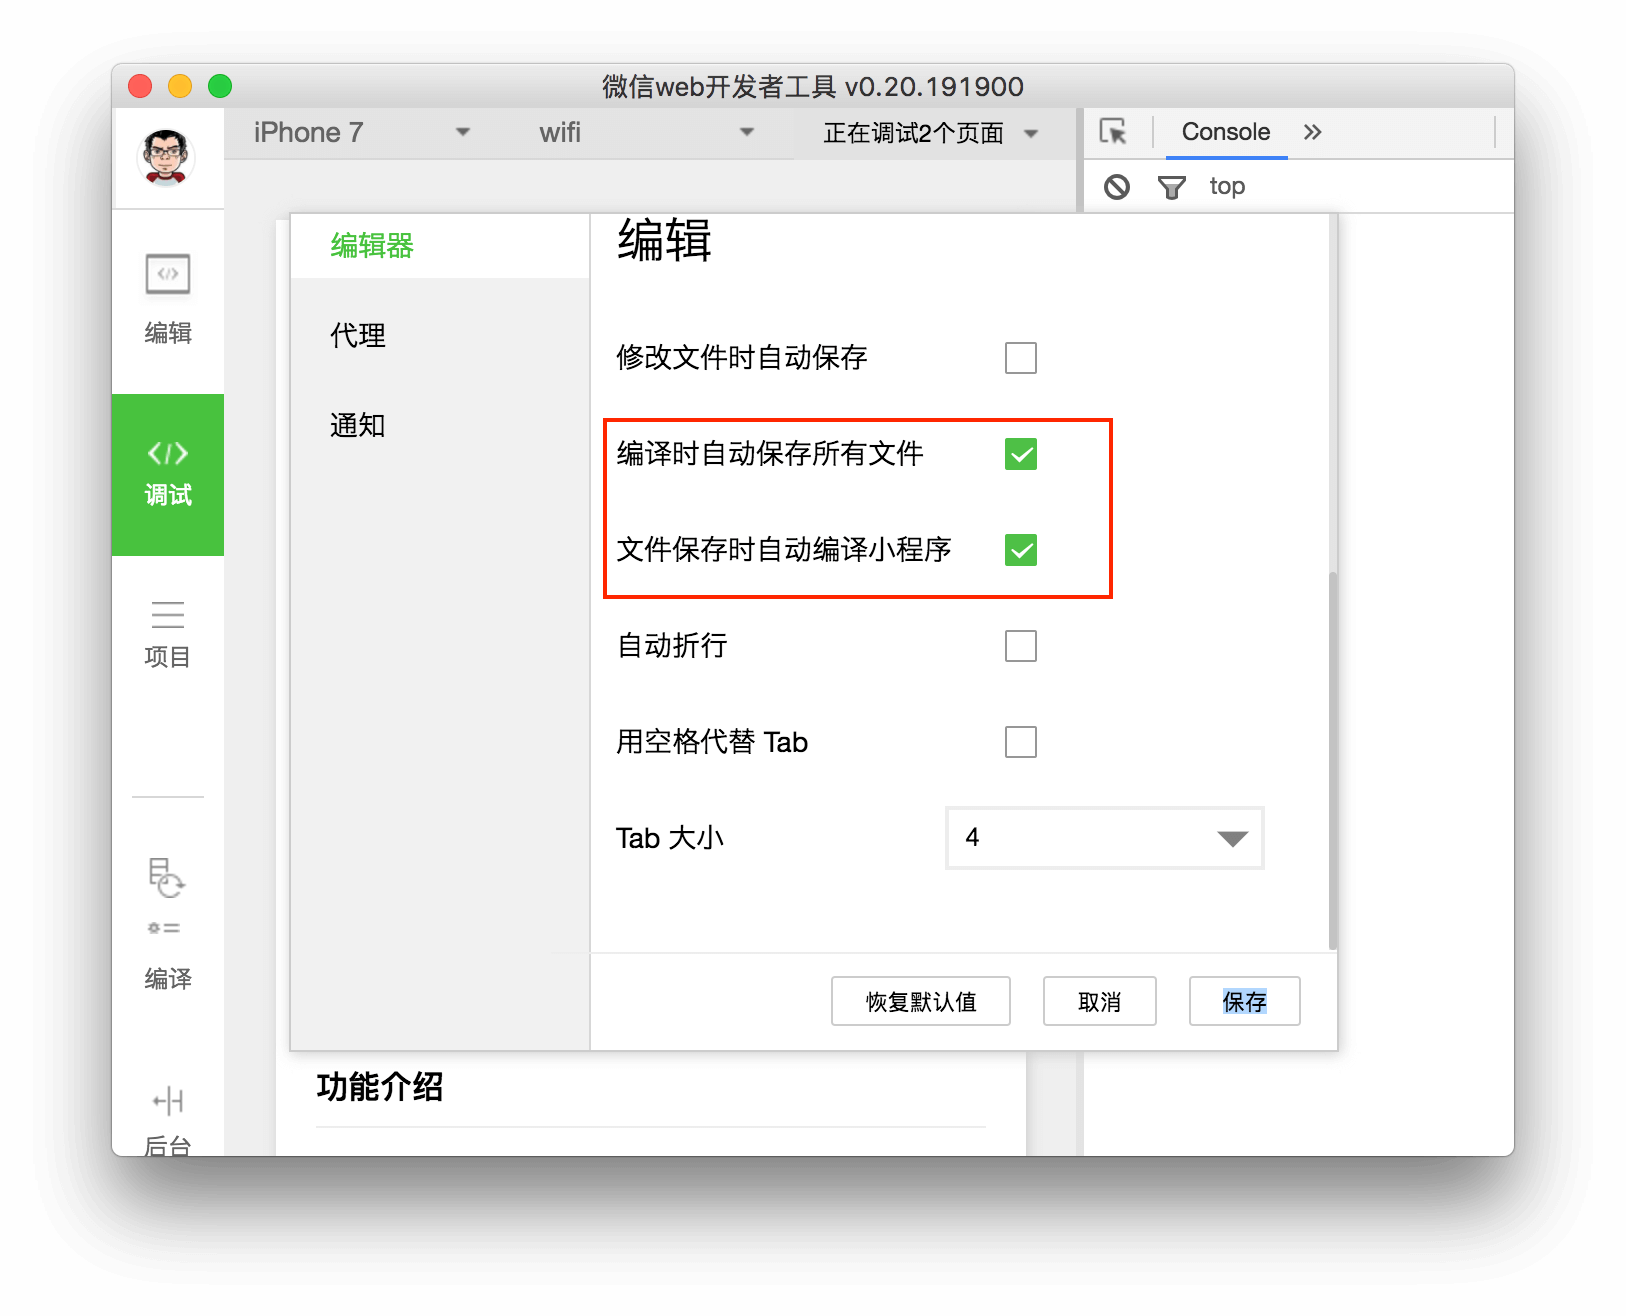 微信web开发者工具 v0.20.191900
iPhone 7
wifi
正在调试2个页面
Console
top
编辑
调试
项目
编译
后台
编辑器
代理
通知
编辑
修改文件时自动保存
编译时自动保存所有文件
文件保存时自动编译小程序
自动折行
用空格代替 Tab
Tab 大小
4
恢复默认值
取消
保存
功能介绍